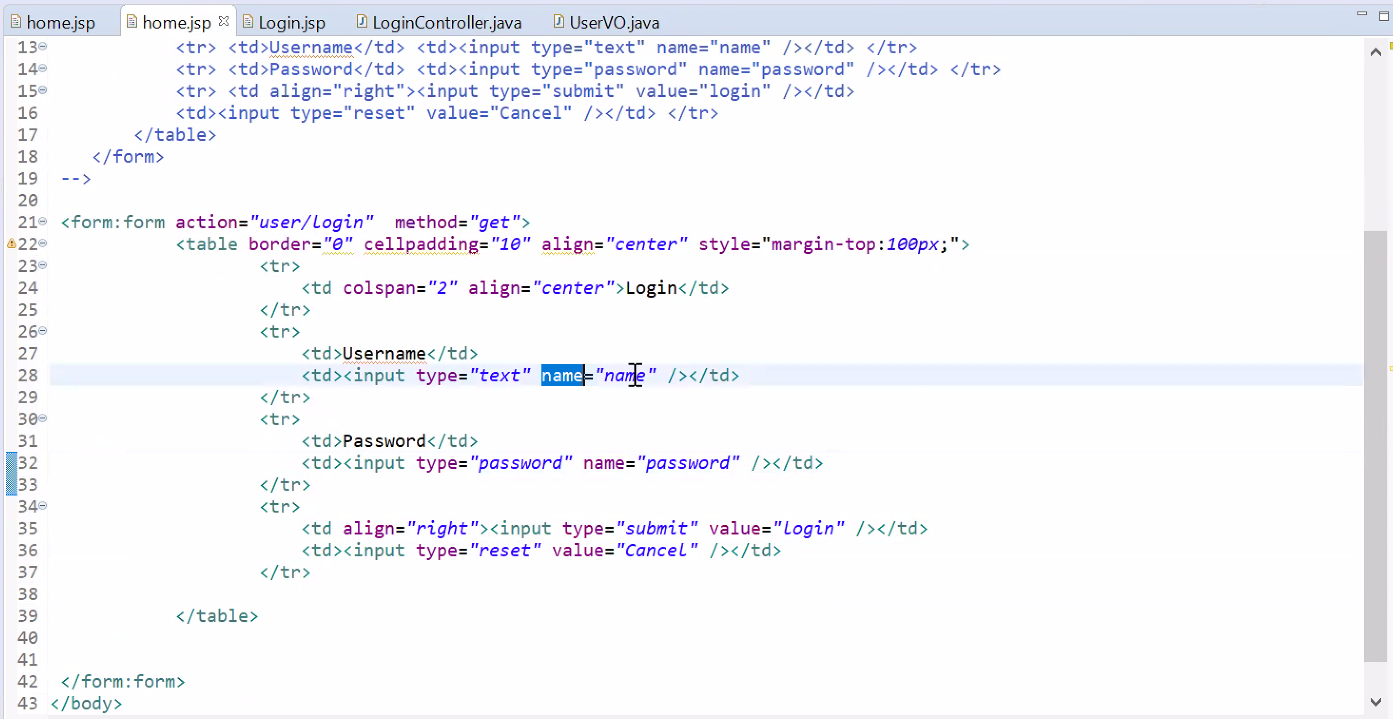 home.jsp home.jsp Login.jsp LoginController.java UserVO.java
13 <tr> <td>Username</td> <td><input type="text" name="name" /></td> </tr>
14 <tr> <td>Password</td> <td><input type="password" name="password" /></td> </tr>
15 <tr> <td align="right"><input type="submit" value="login" /></td>
16 <td><input type="reset" value="Cancel" /></td> </tr>
17 </table>
18 </form>
19 -->
20
21 <form:form action="user/login" method="get">
22 <table border="0" cellpadding="10" align="center" style="margin-top:100px;">
23 <tr>
24 <td colspan="2" align="center">Login</td>
25 </tr>
26 <tr>
27 <td>Username</td>
28 <td><input type="text" name="name" /></td>
29 </tr>
30 <tr>
31 <td>Password</td>
32 <td><input type="password" name="password" /></td>
33 </tr>
34 <tr>
35 <td align="right"><input type="submit" value="login" /></td>
36 <td><input type="reset" value="Cancel" /></td>
37 </tr>
38
39 </table>
40
41
42 </form:form>
43 </body>